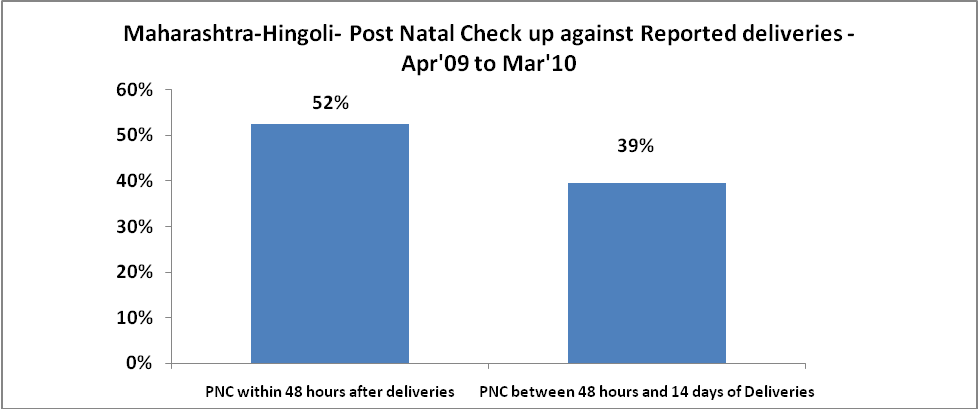 Maharashtra-Hingoli- Post Natal Check up against Reported deliveries -
Apr'09 to Mar'10
60%
50%
40%
30%
20%
10%
0%
52%
39%
PNC within 48 hours after deliveries
PNC between 48 hours and 14 days of Deliveries